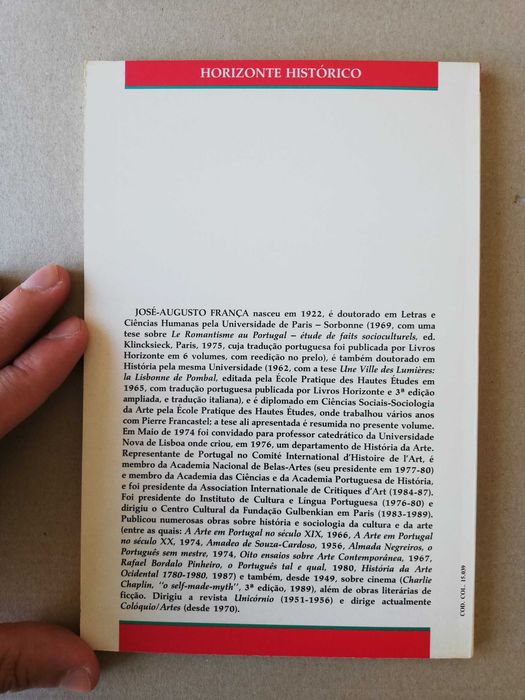 HORIZONTE HISTÓRICO
JOSÉ-AUGUSTO FRANÇA nasceu em 1922, é doutorado em Letras e
Ciências Humanas pela Universidade de Paris – Sorbonne (1969, com uma
tese sobre Le Romantisme au Portugal – étude de faits socioculturels, ed.
Klincksieck, Paris, 1975, cuja tradução portuguesa foi publicada por Livros
Horizonte em 6 volumes, com reedição no prelo), é também doutorado em
História pela mesma Universidade (1962, com a tese Une Ville des Lumières:
la Lisbonne de Pombal, editada pela École Pratique des Hautes Études em
1965, com tradução portuguesa publicada por Livros Horizonte e 3ª edição
ampliada, e tradução italiana), e é diplomado em Ciências Sociais-Sociologia
da Arte pela École Pratique des Hautes Études, onde trabalhou vários anos
com Pierre Francastel; a tese ali apresentada é resumida no presente volume.
Em Maio de 1974 foi convidado para professor catedrático da Universidade
Nova de Lisboa onde criou, em 1976, um departamento de História da Arte.
Representante de Portugal no Comité International d'Histoire de l'Art, é
membro da Academia Nacional de Belas-Artes (seu presidente em 1977-80)
e membro da Academia das Ciências e da Academia Portuguesa de História,
e foi presidente da Association Internationale de Critiques d'Art (1984-87).
Foi presidente do Instituto de Cultura e Língua Portuguesa (1976-80) e
dirigiu o Centro Cultural da Fundação Gulbenkian em Paris (1983-1989).
Publicou numerosas obras sobre história e sociologia da cultura e da arte
(entre as quais: A Arte em Portugal no século XIX, 1966, A Arte em Portugal
no século XX, 1974, Amadeo de Souza-Cardoso, 1956, Almada Negreiros, o
Português sem mestre, 1974, Oito ensaios sobre Arte Contemporânea, 1967,
Rafael Bordalo Pinheiro, o Português tal e qual, 1980, História da Arte
Ocidental 1780-1980, 1987) e também, desde 1949, sobre cinema (Charlie
Chaplin, "o self-made-myth", 3ª edição, 1989), além de obras literárias de
ficção. Dirigiu a revista Unicórnio (1951-1956) e dirige actualmente
Colóquio/Artes (desde 1970).
COD. COL. 15.039